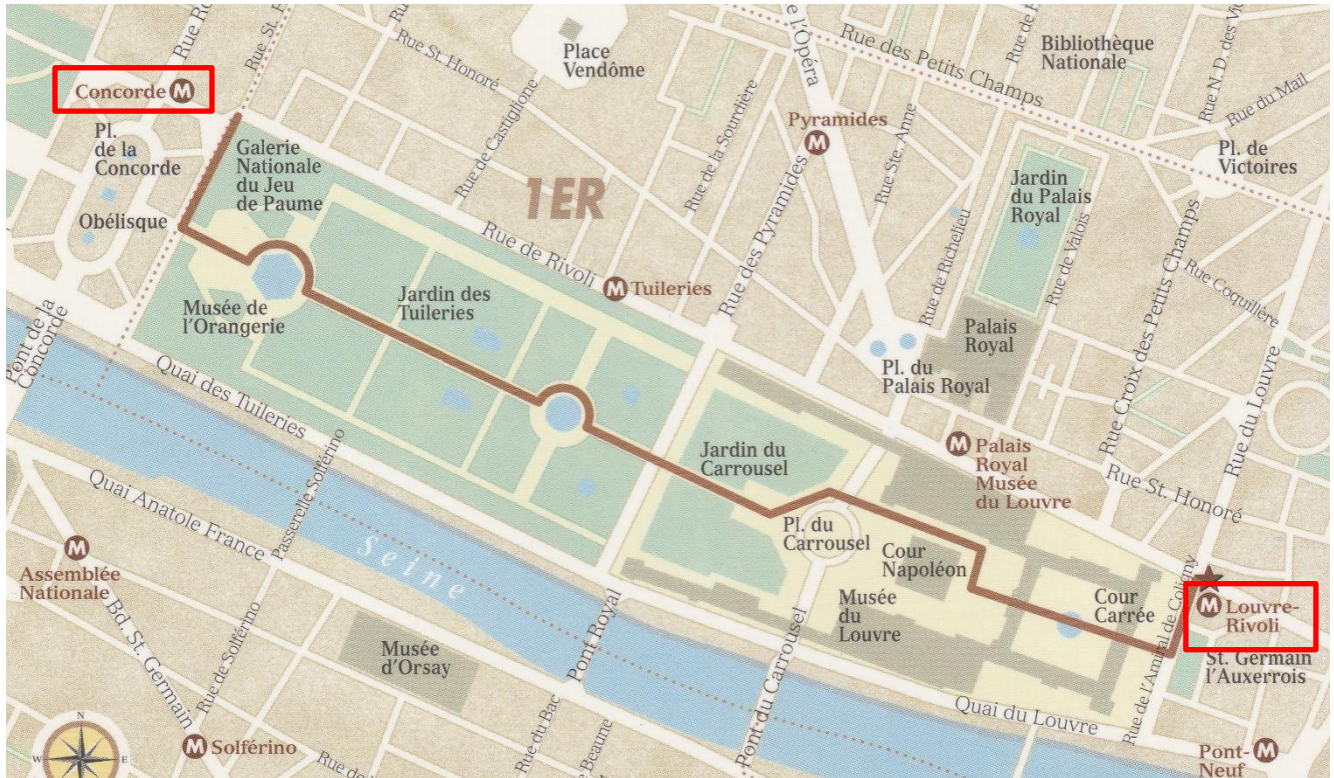 Concorde M
Rue St. Honoré
Place
Vendôme
Rue des Petits Champs
Bibliothèque
Nationale
Rue N.D. des Vic
Rue du Mail
Pl.
de la
Concorde
Galerie
Nationale
du Jeu
de Paume
Rue de Castiglione
Rue de la Sourdière
Pyramides
M
Rue Ste. Anne
Pl. de
Victoires
Obélisque
1ER
Jardin
du Palais
Royal
Rue de Richelieu
Rue de Valois
Rue Croix des Petits Champs
Rue Coquillère
Rue de Rivoli
M Tuileries
Rue des Pyramides
Musée de
l'Orangerie
Jardin des
Tuileries
Pont de la
Concorde
Palais
Royal
Pl. du
Palais Royal
Rue du Louvre
Quai des Tuileries
Jardin du
Carrousel
M Palais
Royal
Musée
du Louvre
Rue St. Honoré
Quai Anatole France
Passerelle Solférino
Seine
Pl. du
Carrousel
Cour
Napoléon
M
Assemblée
Nationale
Cour
Carrée
Rue de l'Amiral de Coligny
M Louvre-
Rivoli
Musée
du
Louvre
St. Germain
l'Auxerrois
Bd. St. Germain
Rue de Solférino
Musée
d'Orsay
Pont Royal
Pont du Carrousel
Quai du Louvre
N
W E
M Solférino
Rue du Bac
Beaune
Pont-
Neuf M